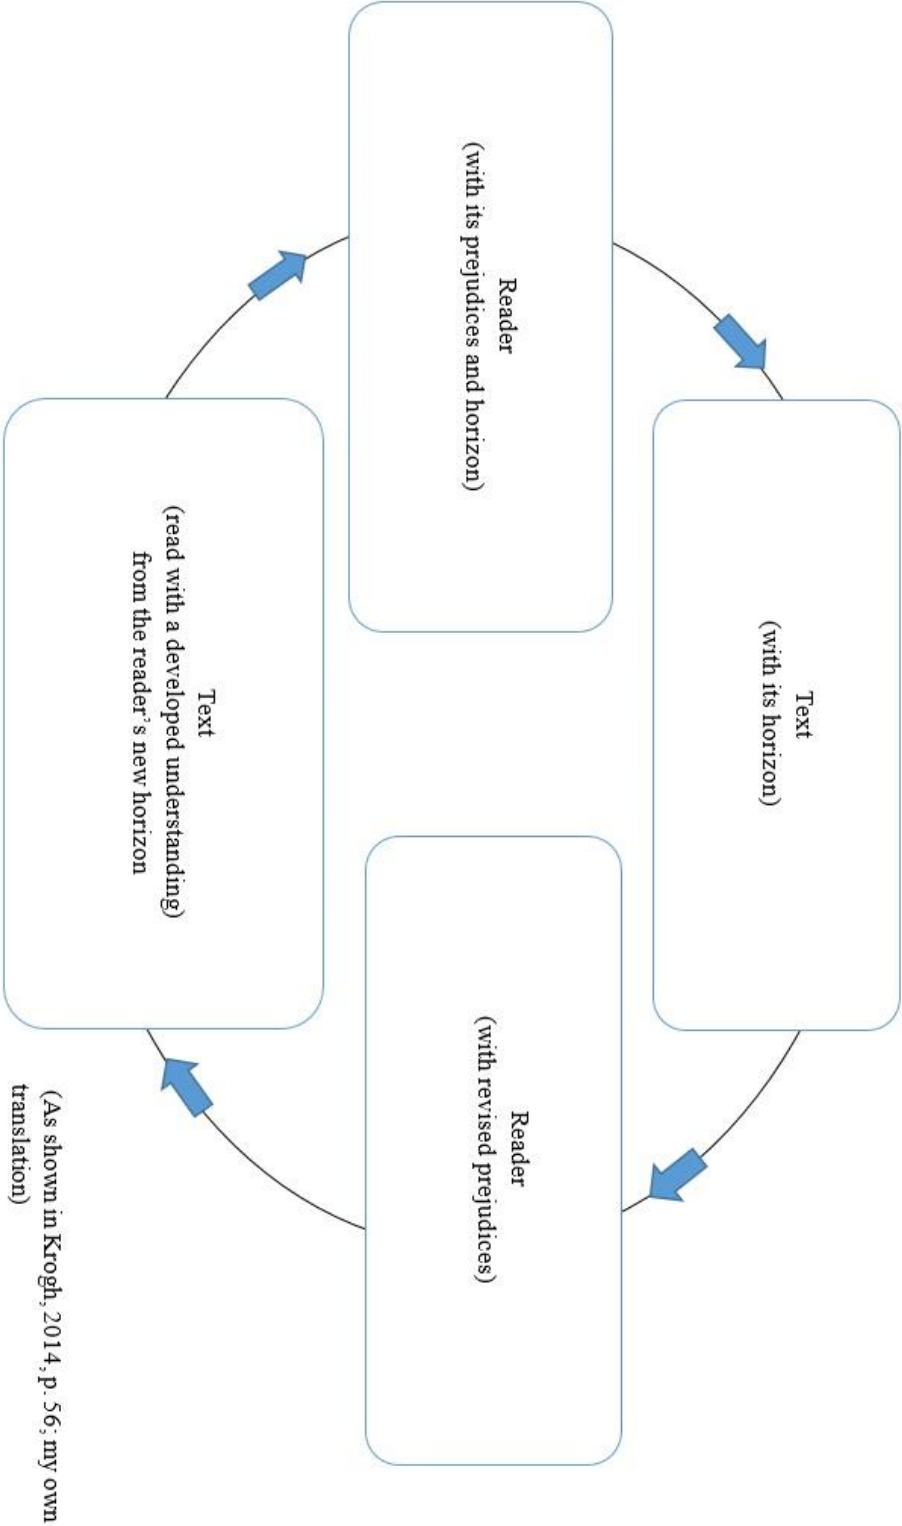 Text
(with its horizon)
Reader
(with its prejudices and horizon)
Reader
(with revised prejudices)
Text
(read with a developed understanding)
from the reader’s new horizon
(As shown in Krogh, 2014, p. 56; my own
translation)